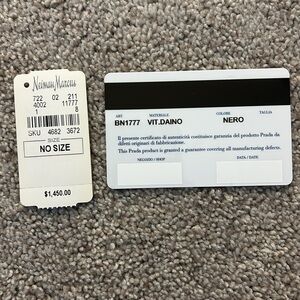 Neiman Marcus
722 02 211
4002 11777
1 8
SKU 4682 3672
SIZE
NO SIZE
$1,450.00
ART MATERIALE COLORE TAGLIA
BN1777 VIT.DAINO NERO
Il presente certificato di autenticità costituisce garanzia del prodotto Prada da
difetti originari di fabbricazione.
This Prada product is granted a guarantee covering all manufacturing defects.
NEGOZIO / SHOP DATA / DATE